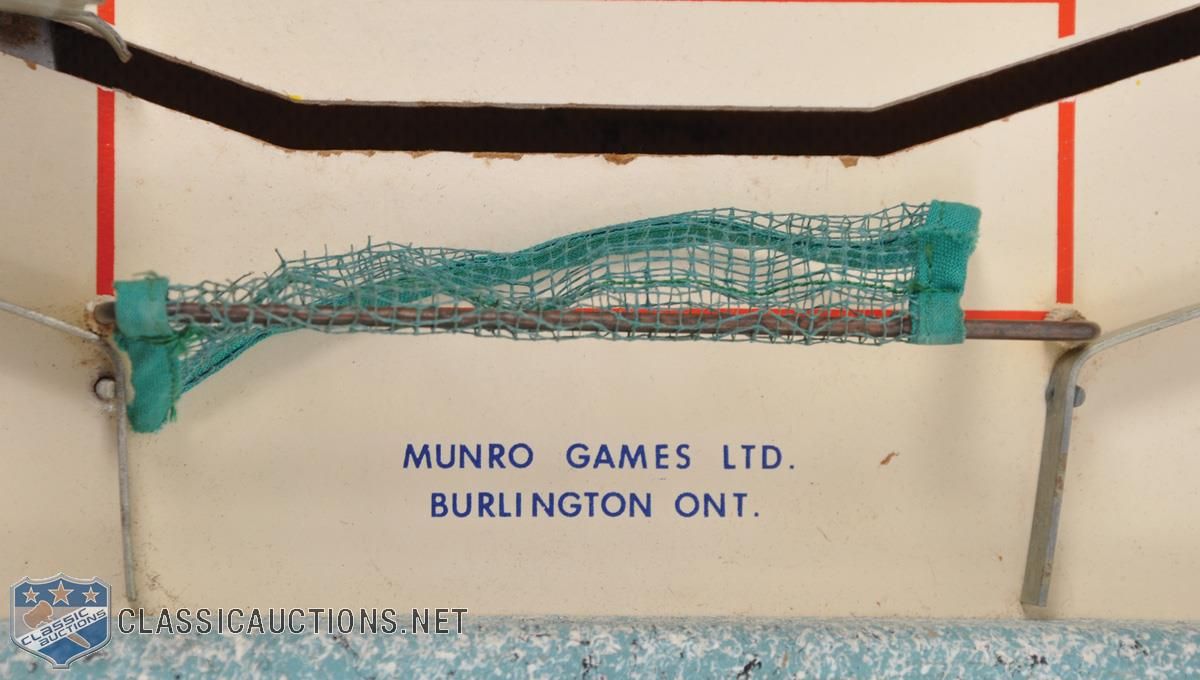 MUNRO GAMES LTD.
BURLINGTON ONT.
CLASSIC
AUCTIONS
CLASSICAUCTIONS.NET